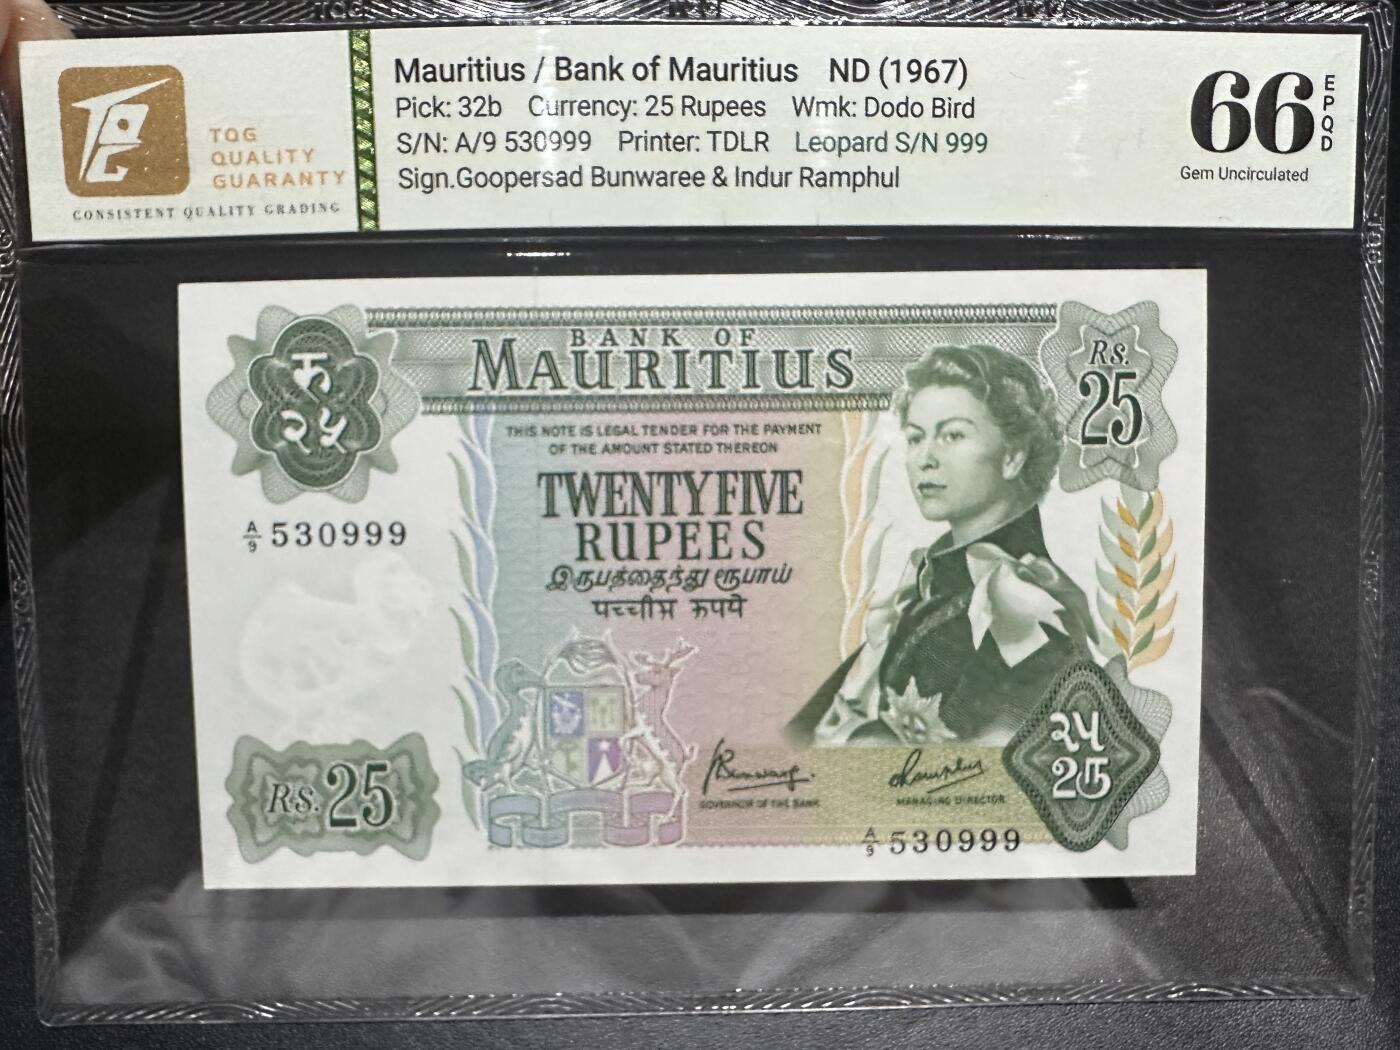 Mauritius / Bank of Mauritius ND (1967)
Pick: 32b Currency: 25 Rupees Wmk: Dodo Bird
S/N: A/9 530999 Printer: TDLR Leopard S/N 999
Sign.Goopersad Bunwaree & Indur Ramphul
TQG
QUALITY
GUARANTY
CONSISTENT QUALITY GRADING
66
EPQD
Gem Uncirculated
BANK OF
MAURITIUS
रु
२५
Rs.
25
THIS NOTE IS LEGAL TENDER FOR THE PAYMENT
OF THE AMOUNT STATED THEREON
TWENTY FIVE
RUPEES
இருபத்தைந்து ரூபாய்
पच्चीस रूपये
A/9 530999
Rs. 25
GOVERNOR OF THE BANK
MANAGING DIRECTOR
A/9 530999
२५